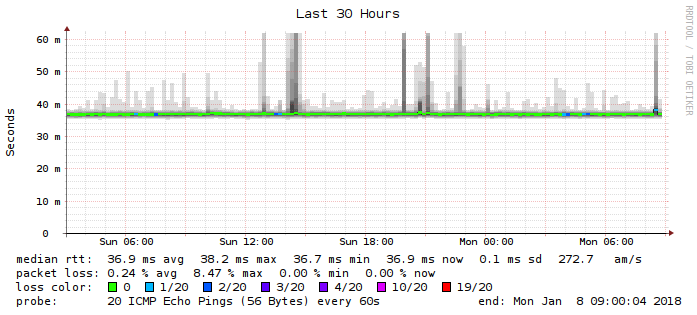 Last 30 Hours
RRDTOOL / TOBI OETIKER
Seconds
60 m
50 m
40 m
30 m
20 m
10 m
0
Sun 06:00 Sun 12:00 Sun 18:00 Mon 00:00 Mon 06:00
median rtt: 36.9 ms avg 38.2 ms max 36.7 ms min 36.9 ms now 0.1 ms sd 272.7 am/s
packet loss: 0.24 % avg 8.47 % max 0.00 % min 0.00 % now
loss color: 0 1/20 2/20 3/20 4/20 10/20 19/20
probe: 20 ICMP Echo Pings (56 Bytes) every 60s end: Mon Jan 8 09:00:04 2018